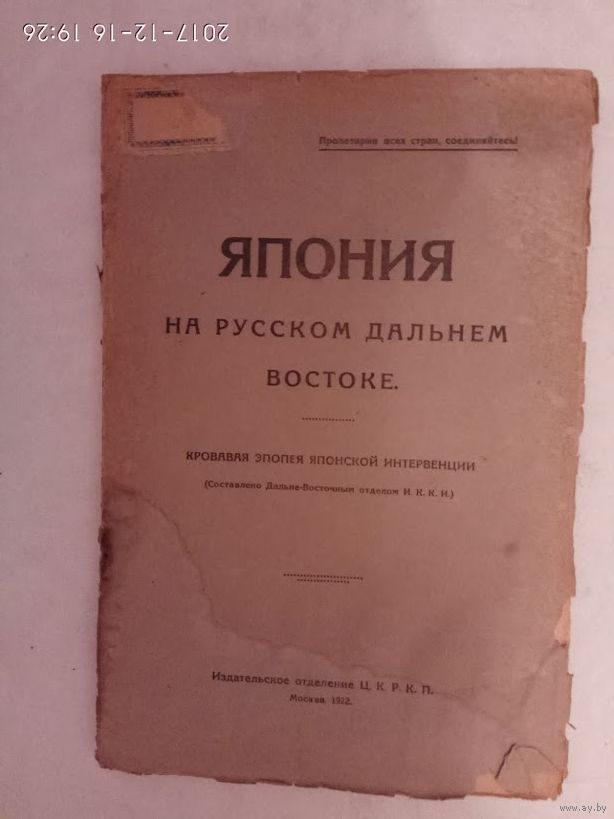 2017-12-16 19:26
Пролетарии всех стран, соединяйтесь!
ЯПОНИЯ
НА РУССКОМ ДАЛЬНЕМ
ВОСТОКЕ.
КРОВАВАЯ ЭПОПЕЯ ЯПОНСКОЙ ИНТЕРВЕНЦИИ
(Составлено Дальне-Восточным отделом И. К. К. И.)
Издательское отделение Ц. К. Р. К. П.
Москва, 1922.
www.ay.by